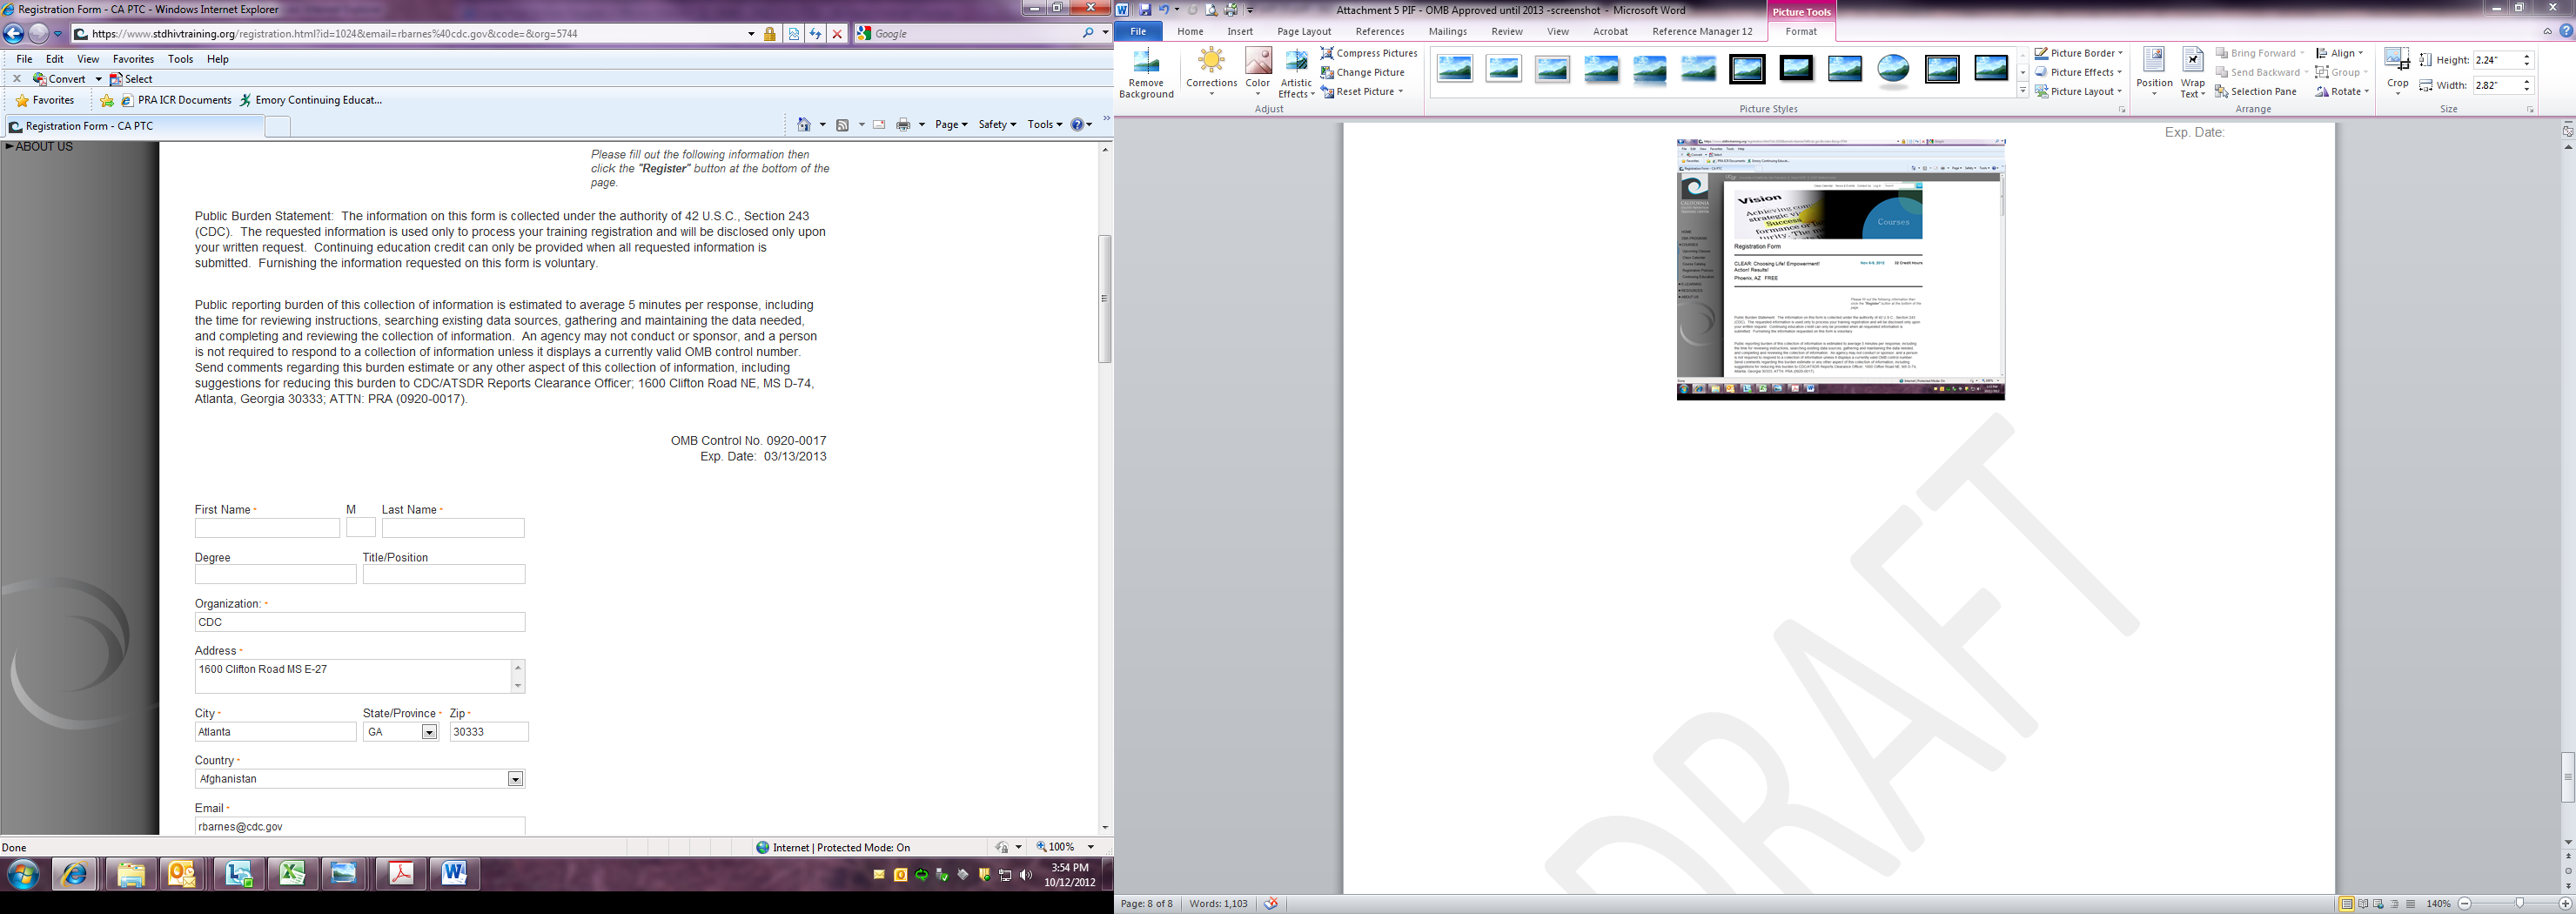 Registration Form - CA PTC - Windows Internet Explorer
https://www.stdhivtraining.org/registration.html?id=1024&email=rbarnes%40cdc.gov&code=&org=5744
Google
File Edit View Favorites Tools Help
Convert Select
Favorites PRA ICR Documents Emory Continuing Educat...
Registration Form - CA PTC
Page Safety Tools
ABOUT US
Please fill out the following information then
click the "Register" button at the bottom of the
page.
Public Burden Statement: The information on this form is collected under the authority of 42 U.S.C., Section 243
(CDC). The requested information is used only to process your training registration and will be disclosed only upon
your written request. Continuing education credit can only be provided when all requested information is
submitted. Furnishing the information requested on this form is voluntary.
Public reporting burden of this collection of information is estimated to average 5 minutes per response, including
the time for reviewing instructions, searching existing data sources, gathering and maintaining the data needed,
and completing and reviewing the collection of information. An agency may not conduct or sponsor, and a person
is not required to respond to a collection of information unless it displays a currently valid OMB control number.
Send comments regarding this burden estimate or any other aspect of this collection of information, including
suggestions for reducing this burden to CDC/ATSDR Reports Clearance Officer; 1600 Clifton Road NE, MS D-74,
Atlanta, Georgia 30333; ATTN: PRA (0920-0017).
OMB Control No. 0920-0017
Exp. Date: 03/13/2013
First Name - M Last Name -
Degree Title/Position
Organization: -
CDC
Address -
1600 Clifton Road MS E-27
City - State/Province - Zip -
Atlanta GA 30333
Country -
Afghanistan
Email -
rbarnes@cdc.gov
Done
Internet | Protected Mode: On
100%
3:54 PM
10/12/2012
Attachment 5 PIF - OMB Approved until 2013 -screenshot - Microsoft Word
Picture Tools
File Home Insert Page Layout References Mailings Review View Acrobat Reference Manager 12 Format
Remove
Background
Corrections
Color
Artistic
Effects
Compress Pictures
Change Picture
Reset Picture
Adjust
Picture Styles
Picture Border
Picture Effects
Picture Layout
Position
Wrap
Text
Bring Forward
Send Backward
Selection Pane
Align
Group
Rotate
Arrange
Crop
Height: 2.24"
Width: 2.82"
Size
Exp. Date:
Vision
Courses
Registration Form
CLEAR: Choosing Life! Empowerment!
Action! Results!
Nov 6-9, 2012
Phoenix, AZ FREE
DRAFT
Page: 8 of 8 Words: 1,103
140%